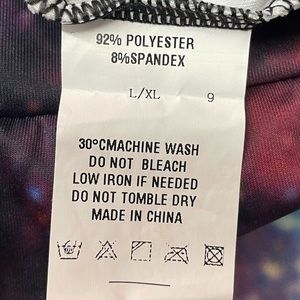 92% POLYESTER
8%SPANDEX
L/XL 9
30°CMACHINE WASH
DO NOT BLEACH
LOW IRON IF NEEDED
DO NOT TOMBLE DRY
MADE IN CHINA